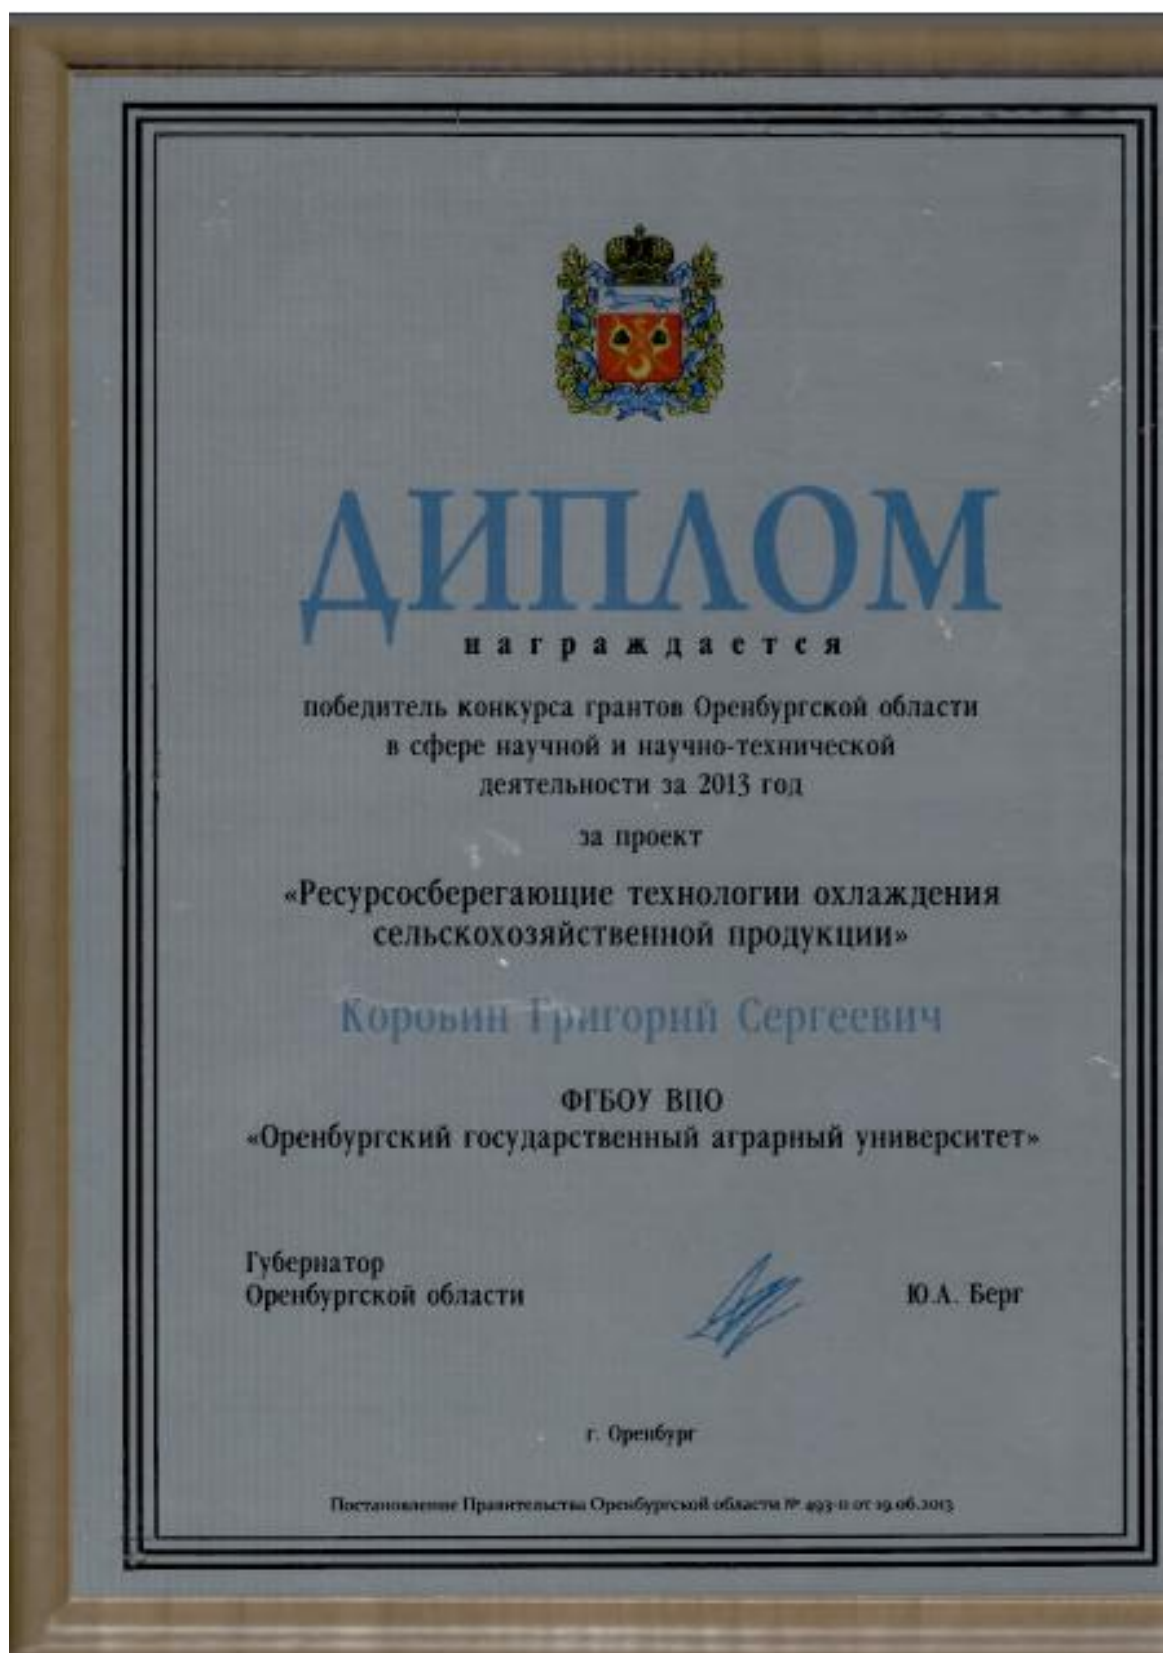 ДИПЛОМ
награждается
победитель конкурса грантов Оренбургской области
в сфере научной и научно-технической
деятельности за 2013 год
за проект
«Ресурсосберегающие технологии охлаждения
сельскохозяйственной продукции»
Коровин Григорий Сергеевич
ФГБОУ ВПО
«Оренбургский государственный аграрный университет»
Губернатор
Оренбургской области
Ю.А. Берг
г. Оренбург
Постановление Правительства Оренбургской области № 493-п от 19.06.2013